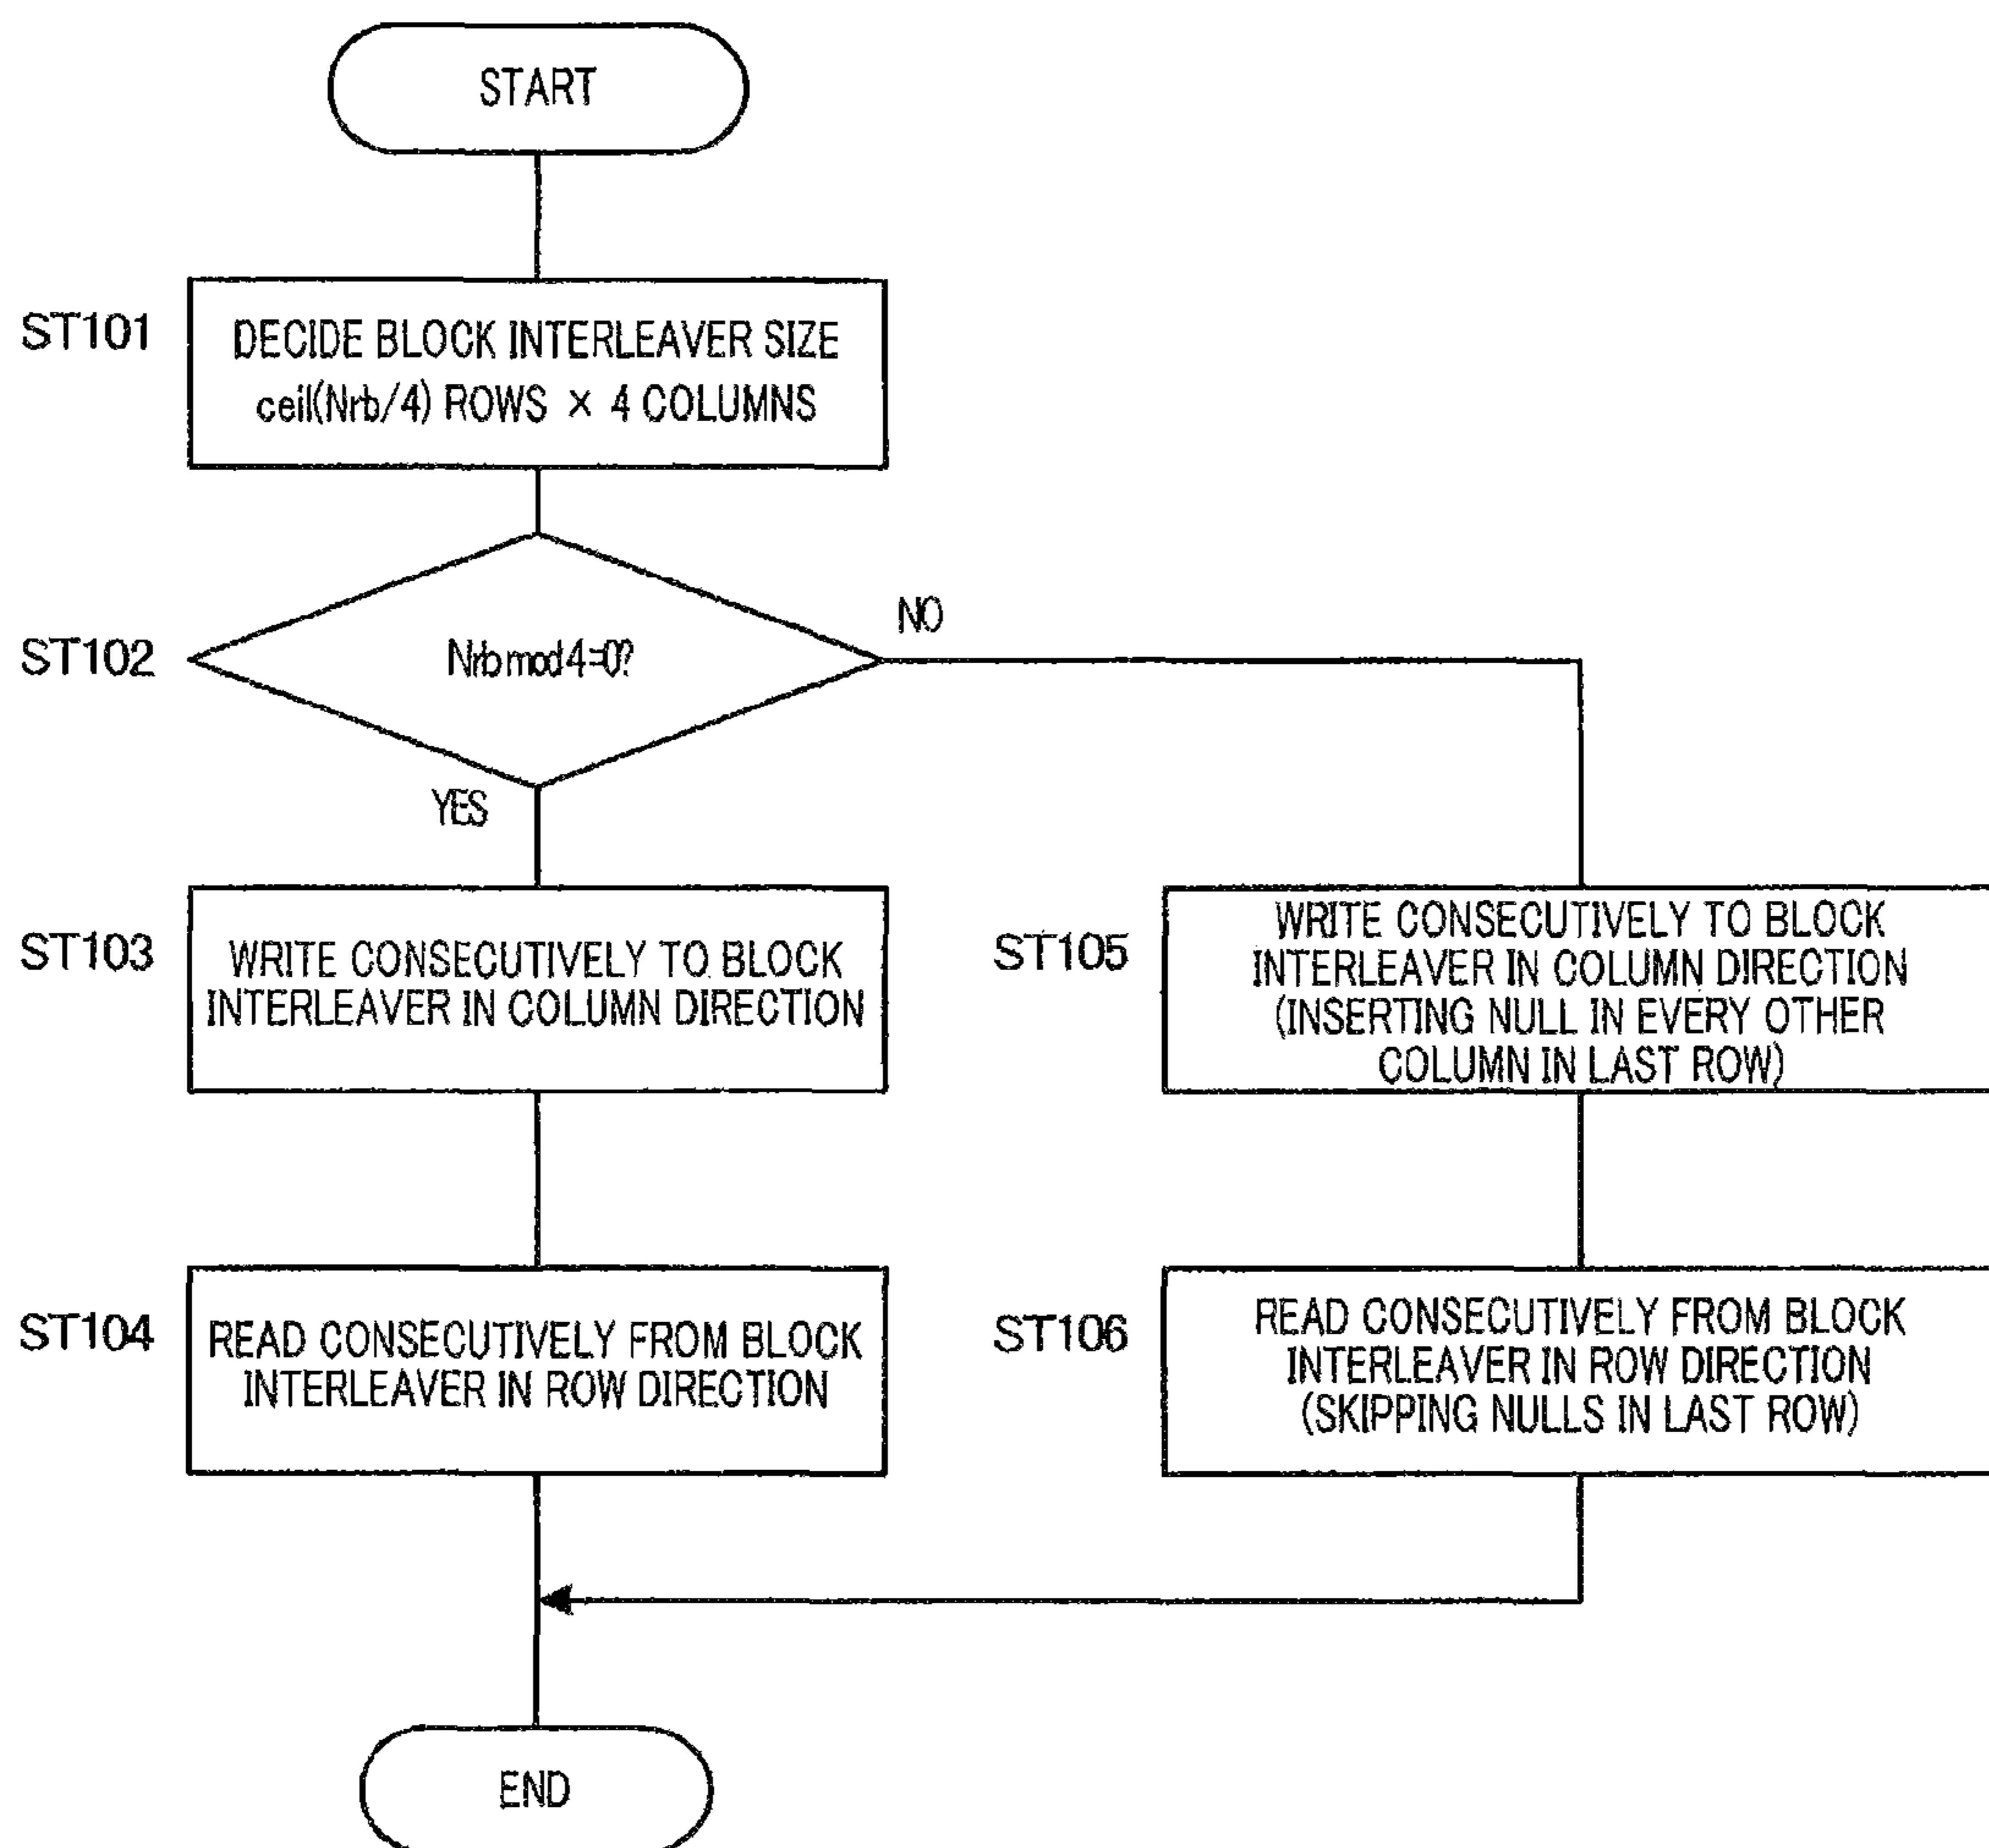 START
ST101
DECIDE BLOCK INTERLEAVER SIZE
ceil(Nrb/4) ROWS × 4 COLUMNS
ST102
Nrb mod 4=0?
NO
YES
ST103
WRITE CONSECUTIVELY TO BLOCK
INTERLEAVER IN COLUMN DIRECTION
ST105
WRITE CONSECUTIVELY TO BLOCK
INTERLEAVER IN COLUMN DIRECTION
(INSERTING NULL IN EVERY OTHER
COLUMN IN LAST ROW)
ST104
READ CONSECUTIVELY FROM BLOCK
INTERLEAVER IN ROW DIRECTION
ST106
READ CONSECUTIVELY FROM BLOCK
INTERLEAVER IN ROW DIRECTION
(SKIPPING NULLS IN LAST ROW)
END